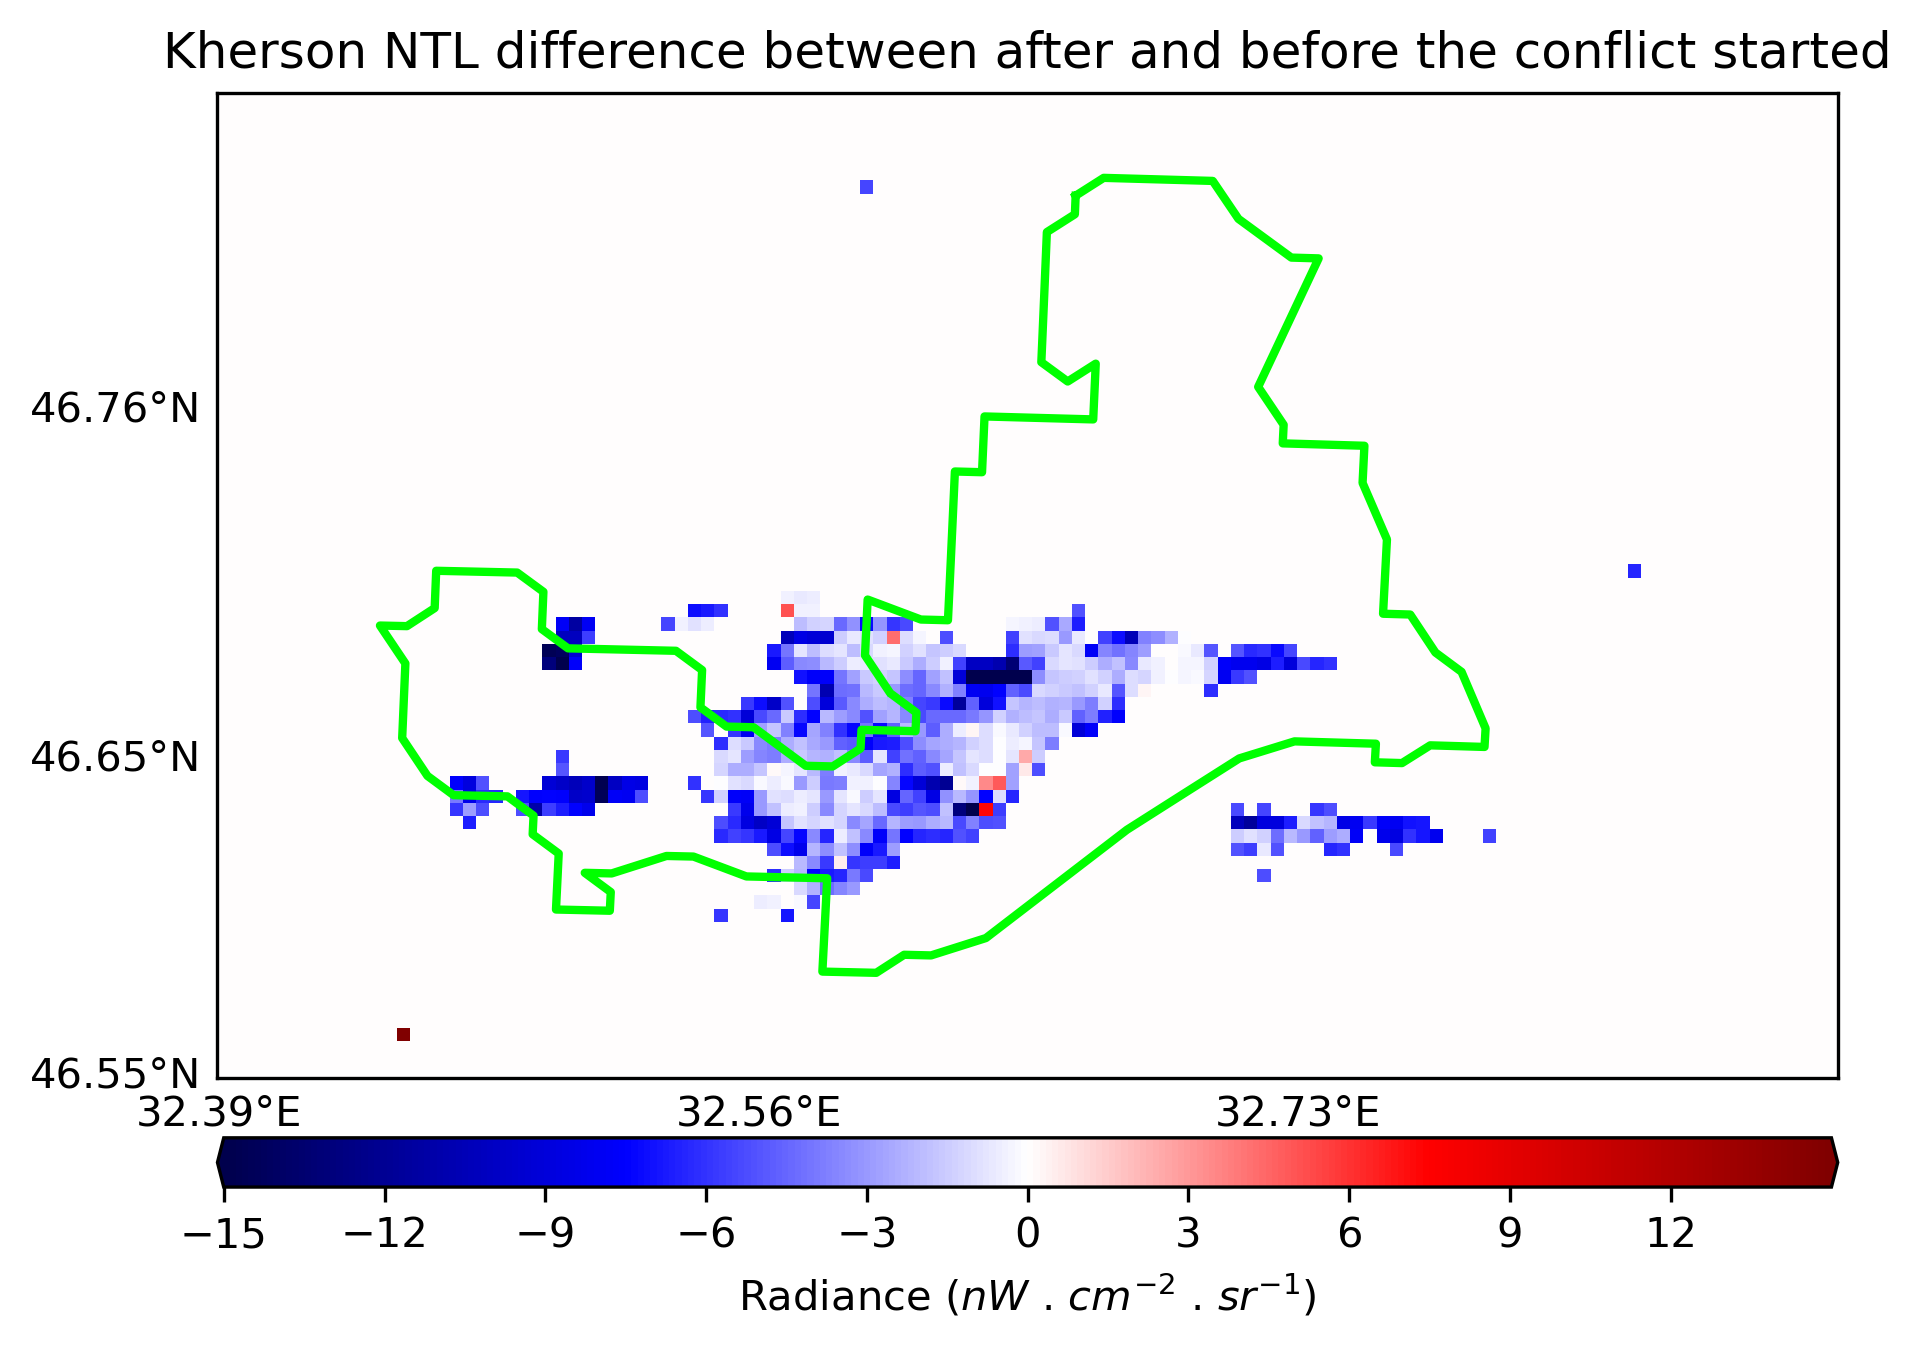 Kherson NTL difference between after and before the conflict started
46.76°N
46.65°N
46.55°N
32.39°E 32.56°E 32.73°E
−15 −12 −9 −6 −3 0 3 6 9 12
Radiance (nW . cm⁻² . sr⁻¹)